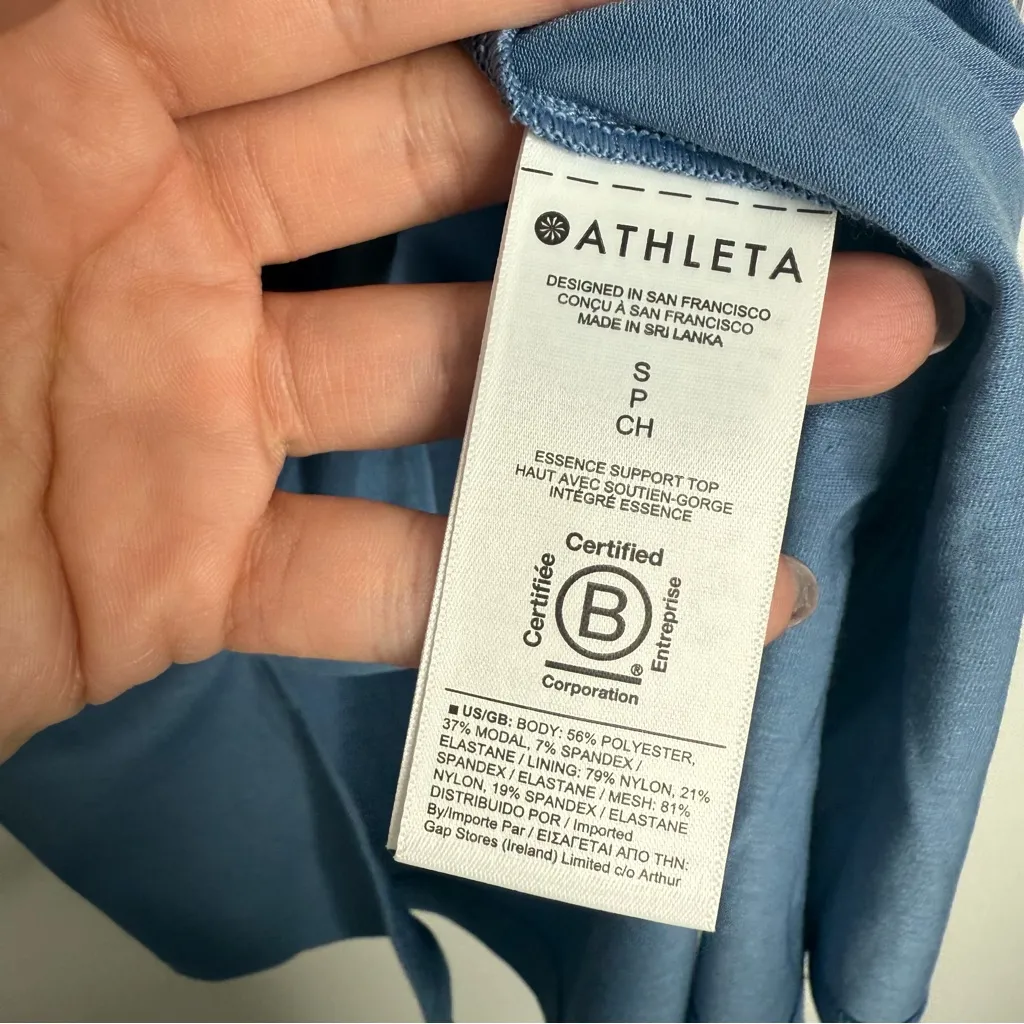 ATHLETA
DESIGNED IN SAN FRANCISCO
CONÇU À SAN FRANCISCO
MADE IN SRI LANKA
S
P
CH
ESSENCE SUPPORT TOP
HAUT AVEC SOUTIEN-GORGE
INTÉGRÉ ESSENCE
Certified
Certifiée
B
Entreprise
®
Corporation
■ US/GB: BODY: 56% POLYESTER,
37% MODAL, 7% SPANDEX /
ELASTANE / LINING: 79% NYLON, 21%
SPANDEX / ELASTANE / MESH: 81%
NYLON, 19% SPANDEX / ELASTANE
DISTRIBUIDO POR / Imported
By/Importe Par / ΕΙΣΑΓΕΤΑΙ ΑΠΟ ΤΗΝ:
Gap Stores (Ireland) Limited c/o Arthur